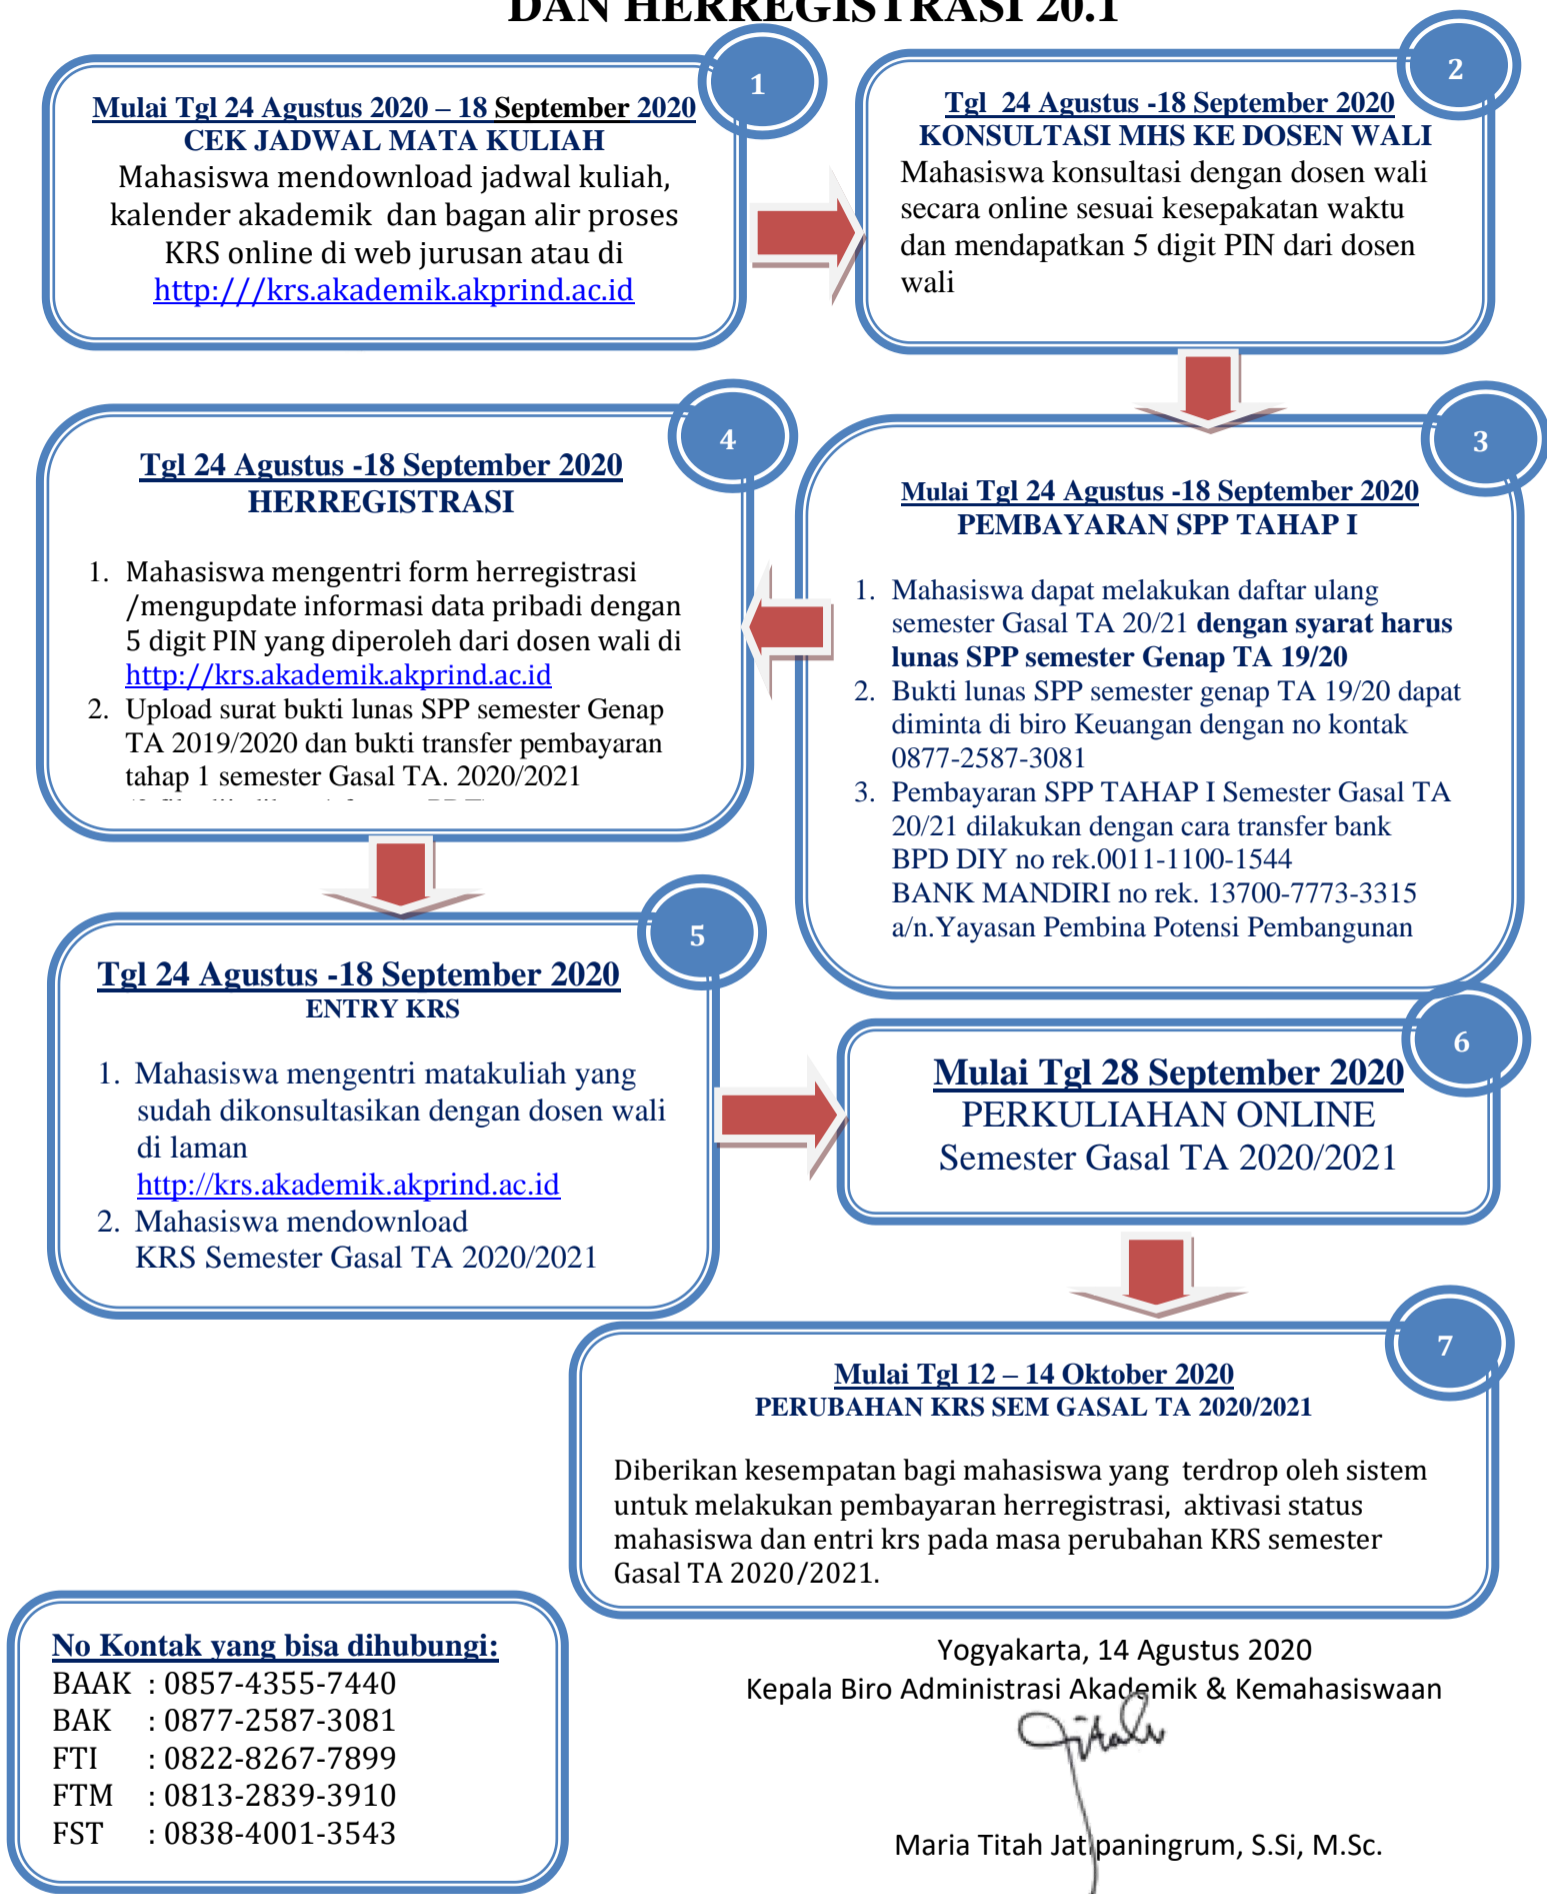 DAN HERREGISTRASI 20.1
1
Mulai Tgl 24 Agustus 2020 – 18 September 2020
CEK JADWAL MATA KULIAH
Mahasiswa mendownload jadwal kuliah,
kalender akademik dan bagan alir proses
KRS online di web jurusan atau di
http:///krs.akademik.akprind.ac.id
2
Tgl 24 Agustus -18 September 2020
KONSULTASI MHS KE DOSEN WALI
Mahasiswa konsultasi dengan dosen wali
secara online sesuai kesepakatan waktu
dan mendapatkan 5 digit PIN dari dosen
wali
3
Mulai Tgl 24 Agustus -18 September 2020
PEMBAYARAN SPP TAHAP I
1. Mahasiswa dapat melakukan daftar ulang
semester Gasal TA 20/21 dengan syarat harus
lunas SPP semester Genap TA 19/20
2. Bukti lunas SPP semester genap TA 19/20 dapat
diminta di biro Keuangan dengan no kontak
0877-2587-3081
3. Pembayaran SPP TAHAP I Semester Gasal TA
20/21 dilakukan dengan cara transfer bank
BPD DIY no rek.0011-1100-1544
BANK MANDIRI no rek. 13700-7773-3315
a/n.Yayasan Pembina Potensi Pembangunan
4
Tgl 24 Agustus -18 September 2020
HERREGISTRASI
1. Mahasiswa mengentri form herregistrasi
/mengupdate informasi data pribadi dengan
5 digit PIN yang diperoleh dari dosen wali di
http://krs.akademik.akprind.ac.id
2. Upload surat bukti lunas SPP semester Genap
TA 2019/2020 dan bukti transfer pembayaran
tahap 1 semester Gasal TA. 2020/2021
5
Tgl 24 Agustus -18 September 2020
ENTRY KRS
1. Mahasiswa mengentri matakuliah yang
sudah dikonsultasikan dengan dosen wali
di laman
http://krs.akademik.akprind.ac.id
2. Mahasiswa mendownload
KRS Semester Gasal TA 2020/2021
6
Mulai Tgl 28 September 2020
PERKULIAHAN ONLINE
Semester Gasal TA 2020/2021
7
Mulai Tgl 12 – 14 Oktober 2020
PERUBAHAN KRS SEM GASAL TA 2020/2021
Diberikan kesempatan bagi mahasiswa yang terdrop oleh sistem
untuk melakukan pembayaran herregistrasi, aktivasi status
mahasiswa dan entri krs pada masa perubahan KRS semester
Gasal TA 2020/2021.
No Kontak yang bisa dihubungi:
BAAK : 0857-4355-7440
BAK : 0877-2587-3081
FTI : 0822-8267-7899
FTM : 0813-2839-3910
FST : 0838-4001-3543
Yogyakarta, 14 Agustus 2020
Kepala Biro Administrasi Akademik & Kemahasiswaan
Maria Titah Jatipaningrum, S.Si, M.Sc.